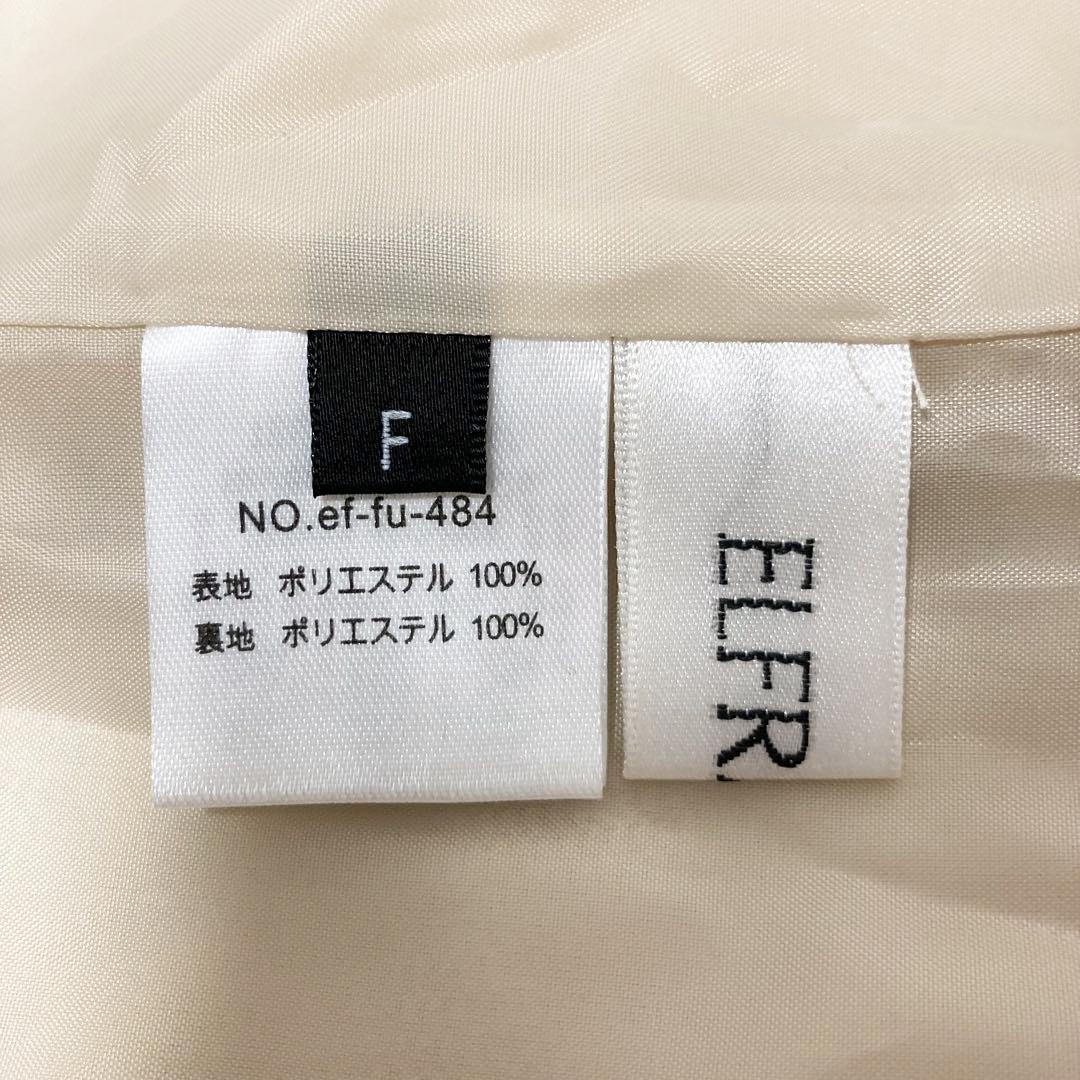 F
NO.ef-fu-484
表地 ポリエステル 100%
裏地 ポリエステル 100%
ELFR